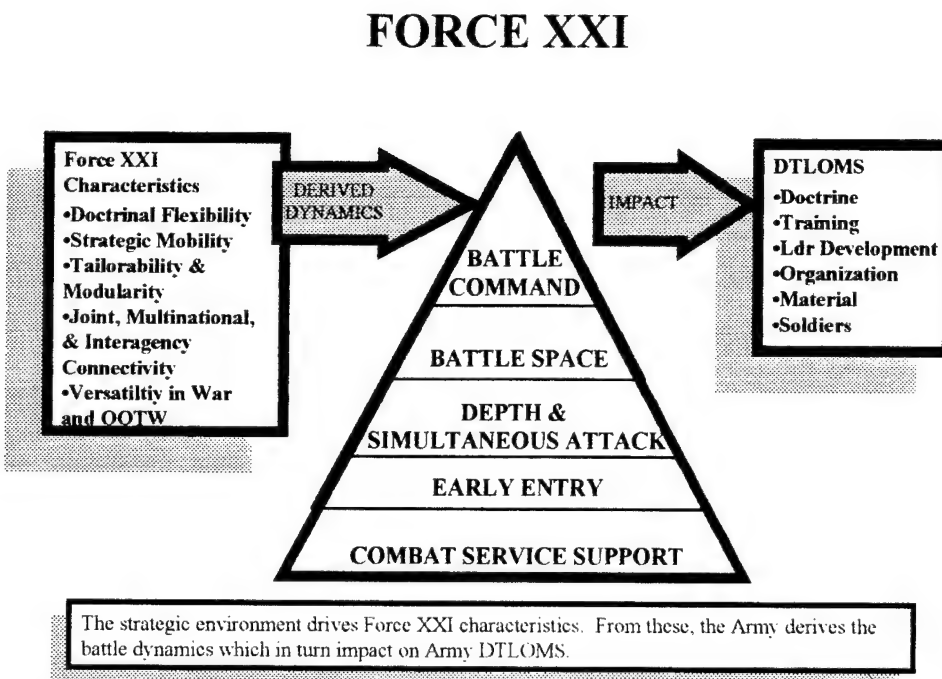 FORCE XXI
Force XXI
Characteristics
•Doctrinal Flexibility
•Strategic Mobility
•Tailorability &
Modularity
•Joint, Multinational,
& Interagency
Connectivity
•Versatiltiy in War
and OOTW
DERIVED
DYNAMICS
BATTLE
COMMAND
BATTLE SPACE
DEPTH &
SIMULTANEOUS ATTACK
EARLY ENTRY
COMBAT SERVICE SUPPORT
IMPACT
DTLOMS
•Doctrine
•Training
•Ldr Development
•Organization
•Material
•Soldiers
The strategic environment drives Force XXI characteristics. From these, the Army derives the
battle dynamics which in turn impact on Army DTLOMS.